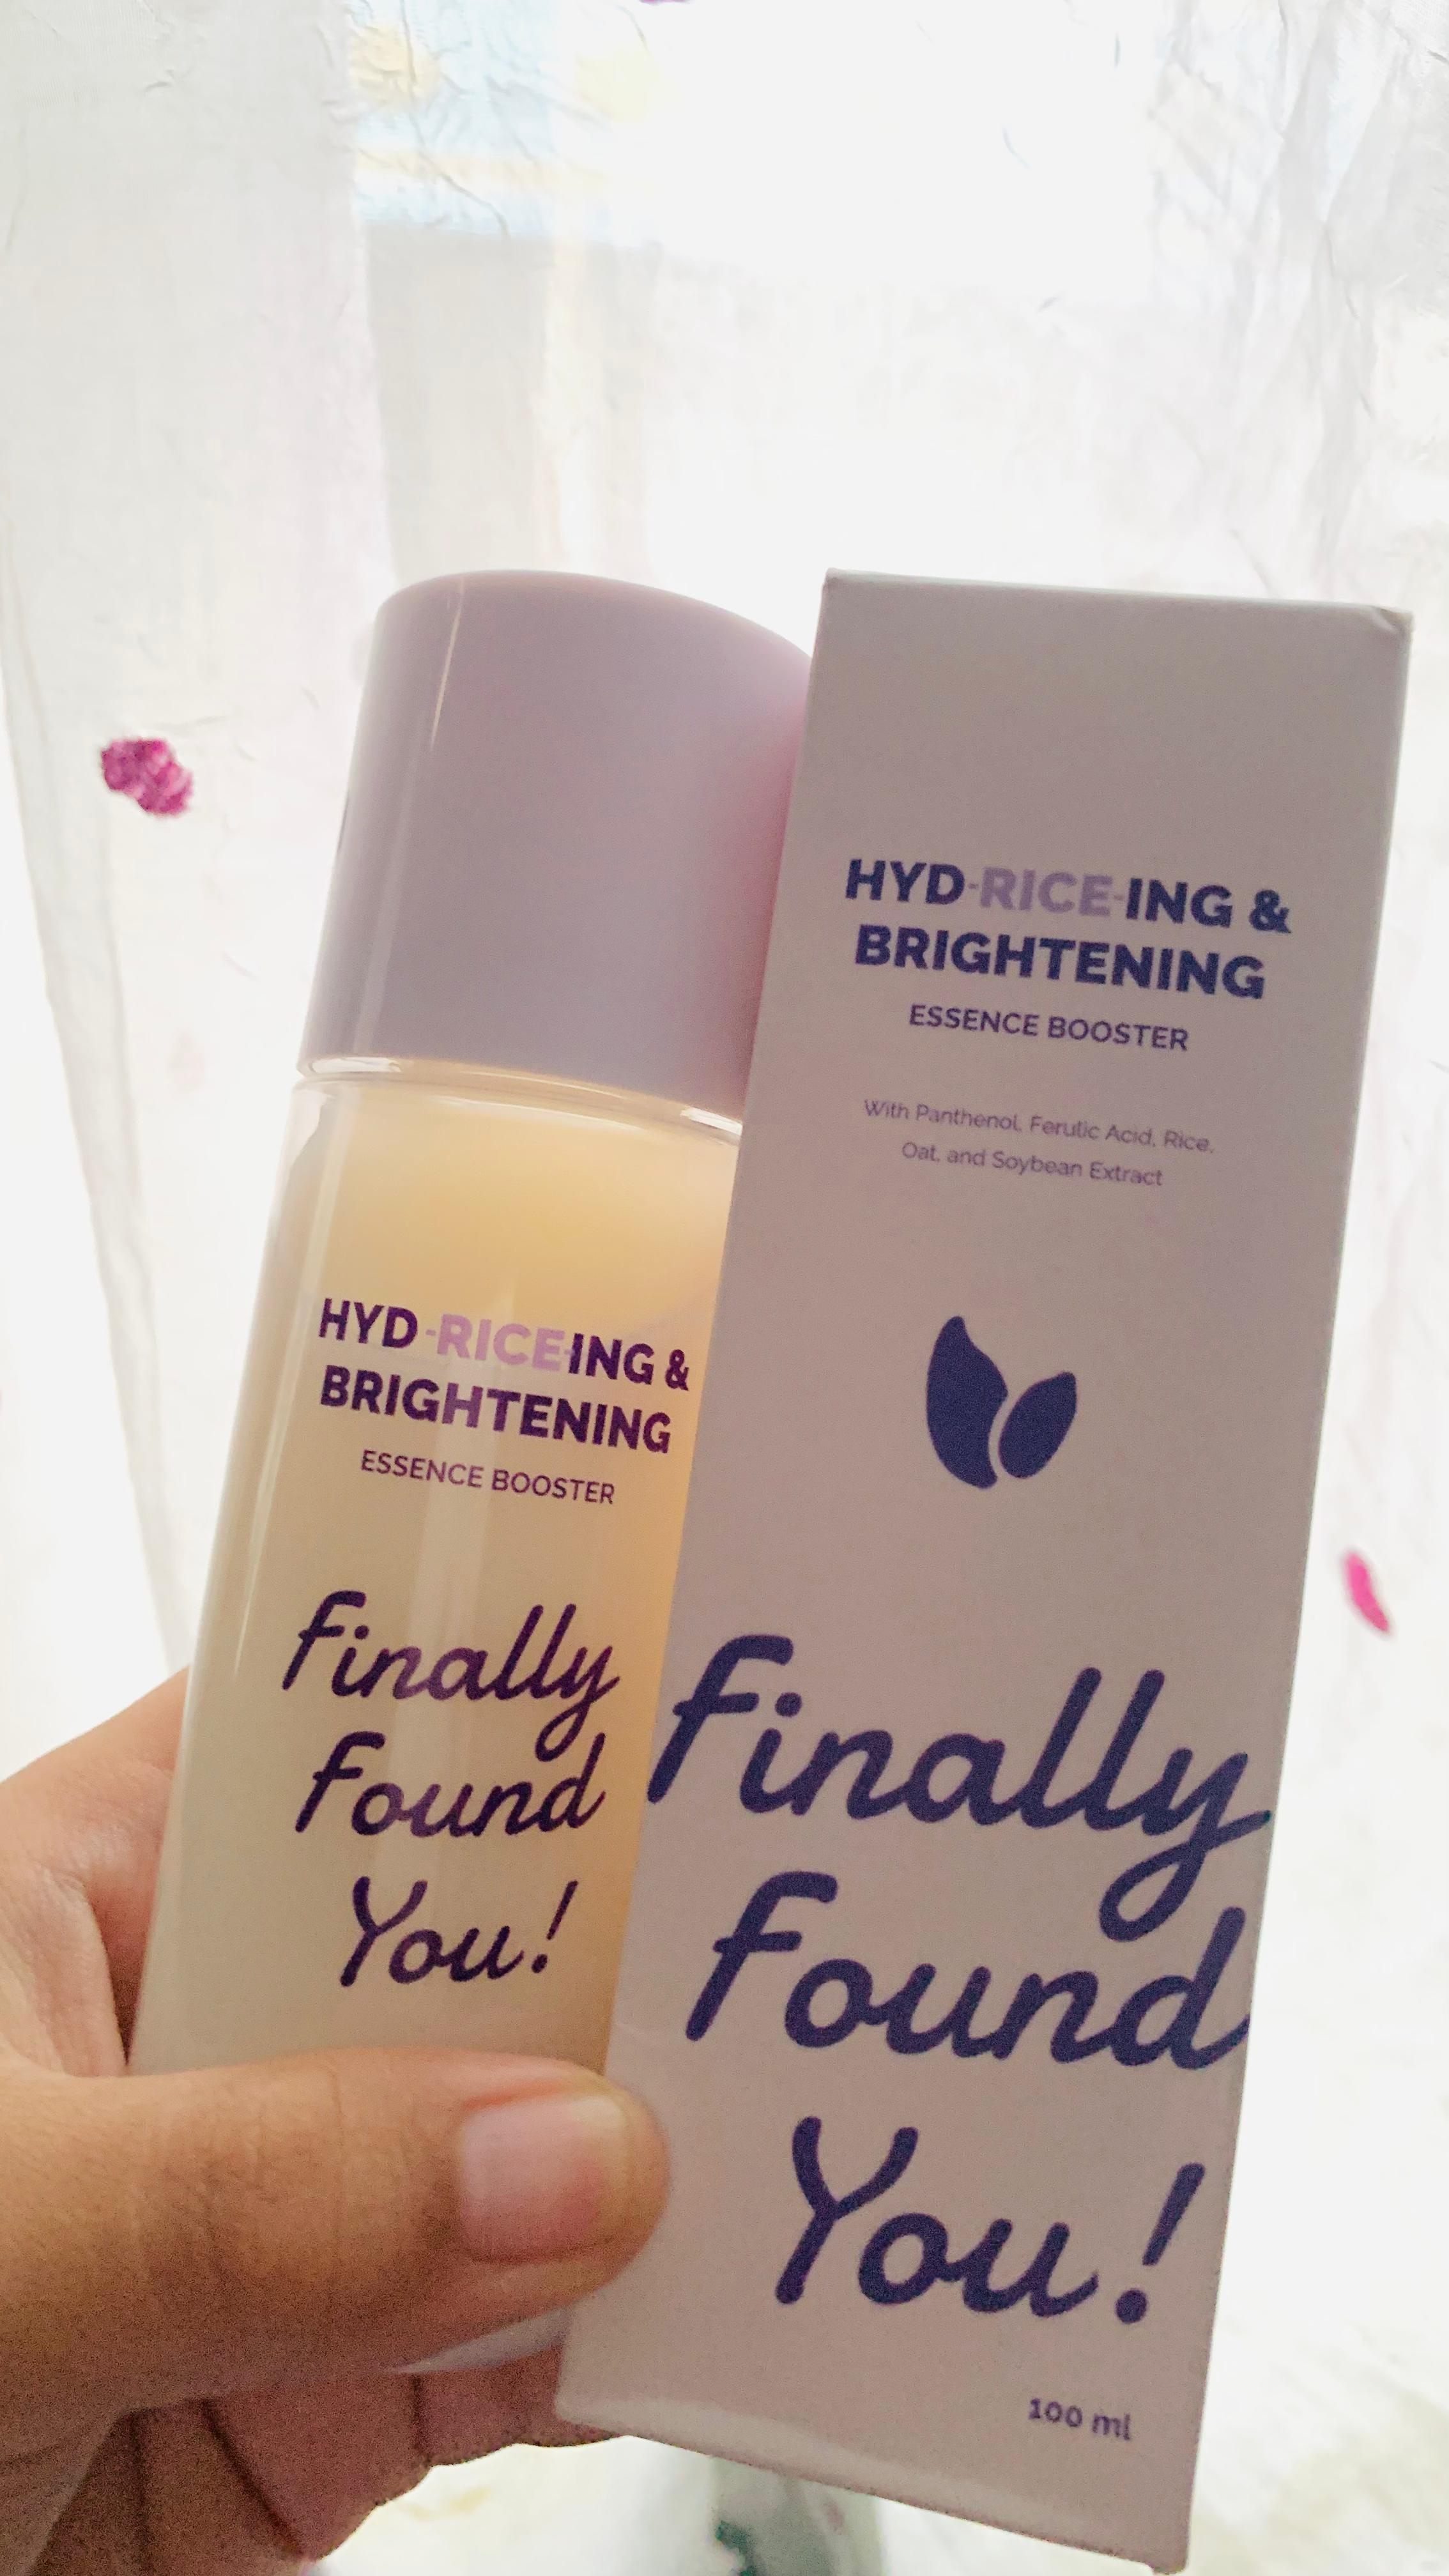 HYD-RICE-ING &
BRIGHTENING
ESSENCE BOOSTER
Finally
Found
You!
HYD-RICE-ING &
BRIGHTENING
ESSENCE BOOSTER
With Panthenol, Ferulic Acid, Rice,
Oat, and Soybean Extract
Finally
Found
You!
100 ml